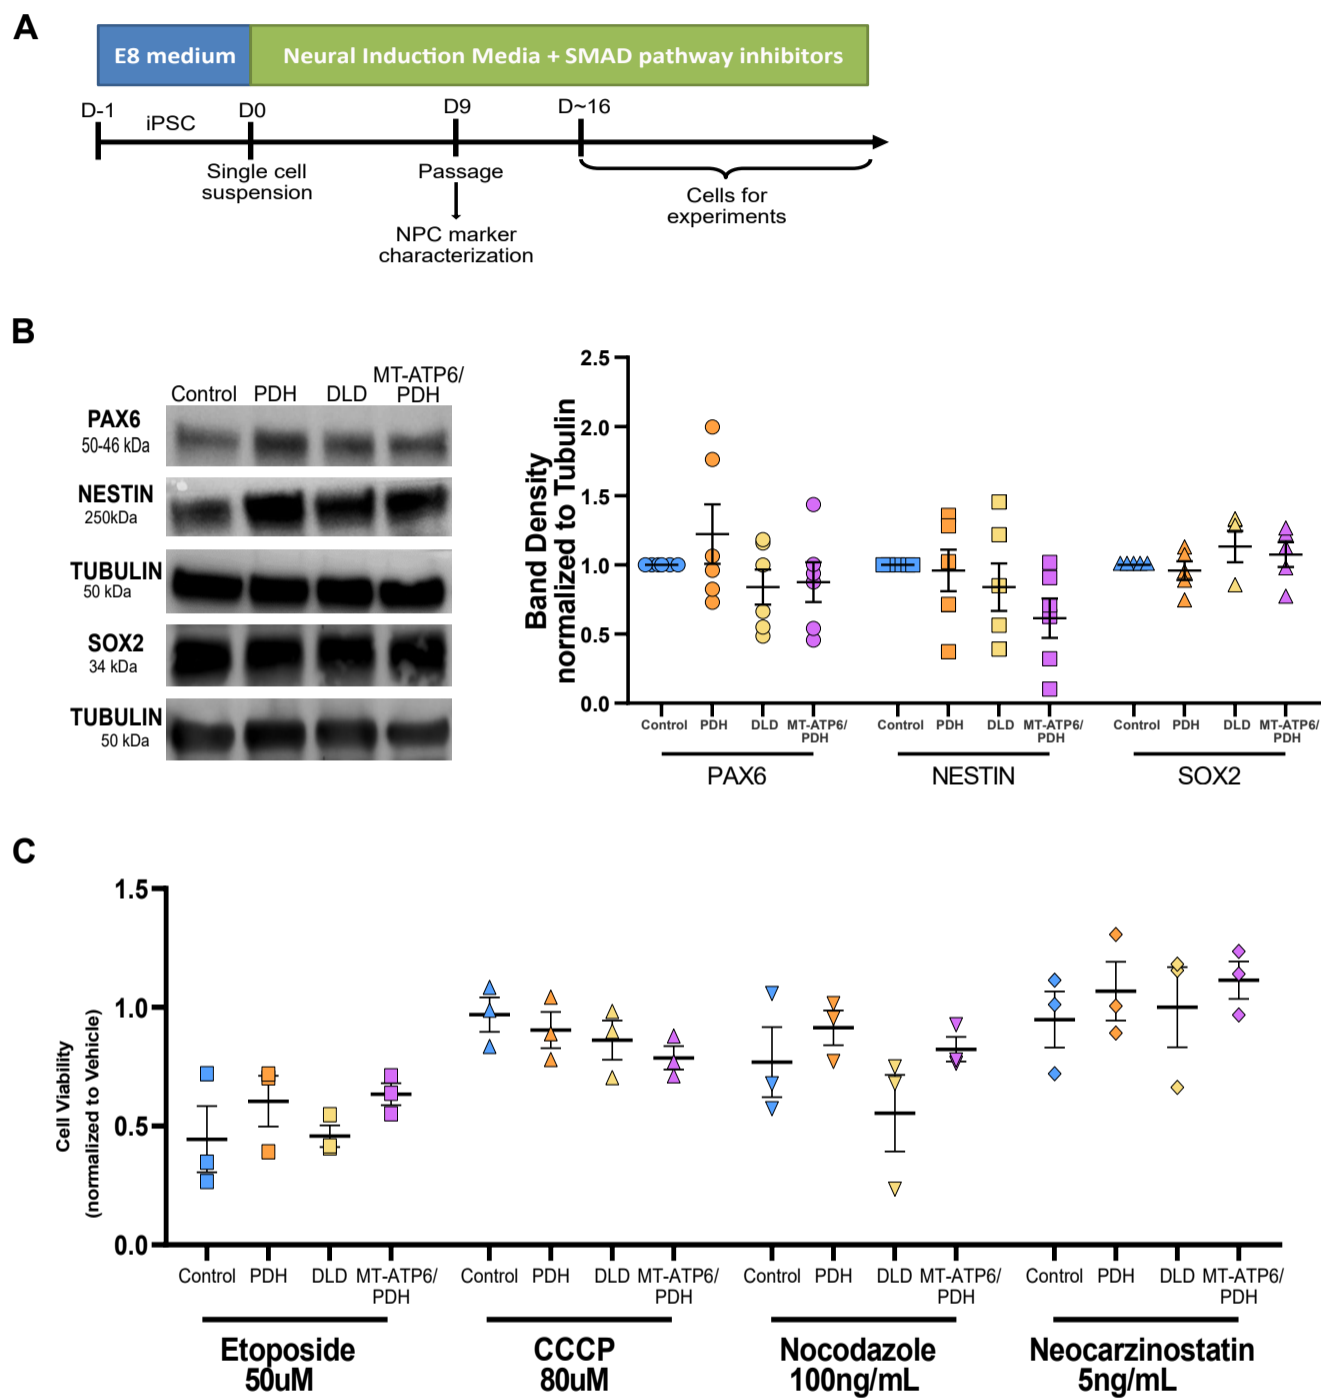 A
E8 medium
Neural Induction Media + SMAD pathway inhibitors
D-1
iPSC
D0
D9
D~16
Single cell
suspension
Passage
Cells for
experiments
NPC marker
characterization
B
Control
PDH
DLD
MT-ATP6/
PDH
PAX6
50-46 kDa
NESTIN
250kDa
TUBULIN
50 kDa
SOX2
34 kDa
TUBULIN
50 kDa
Band Density
normalized to Tubulin
2.5
2.0
1.5
1.0
0.5
0.0
Control
PDH
DLD
MT-ATP6/
PDH
Control
PDH
DLD
MT-ATP6/
PDH
Control
PDH
DLD
MT-ATP6/
PDH
PAX6
NESTIN
SOX2
C
Cell Viability
(normalized to Vehicle)
1.5
1.0
0.5
0.0
Control
PDH
DLD
MT-ATP6/
PDH
Control
PDH
DLD
MT-ATP6/
PDH
Control
PDH
DLD
MT-ATP6/
PDH
Control
PDH
DLD
MT-ATP6/
PDH
Etoposide
50uM
CCCP
80uM
Nocodazole
100ng/mL
Neocarzinostatin
5ng/mL